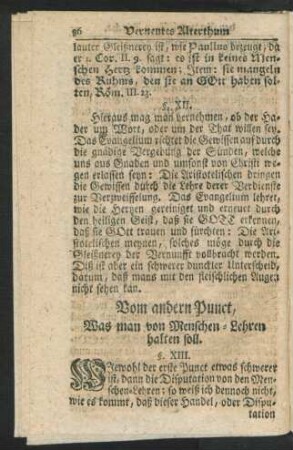 96 Verneutes Alterthum
lauter Gleißnerey ist, wie Paullus bezeugt, da
er 1. Cor. II. 9. sagt: es ist in keines Men-
schen Hertz kommen: Item: sie mangeln
des Ruhms, den sie an GOtt haben sol-
ten, Röm. III. 23.
§. XII.
Hieraus mag man vernehmen, ob der Ha-
der um Wort, oder um der That willen sey.
Das Evangelium richtet die Gewissen auf durch
die gnädige Vergebung der Sünden, welche
uns aus Gnaden und umsonst von Christi we-
gen erlassen seyn: Die Aristotelischen dringen
die Gewissen durch die Lehre derer Verdienste
zur Verzweiffelung. Das Evangelium lehret,
wie die Hertzen gereiniget und erneuet durch
den heiligen Geist, daß sie GOTT erkennen,
daß sie GOtt trauen und fürchten: Die Ari-
stotelischen meynen, solches möge durch die
Gleißnerey der Vernunfft vollbracht werden.
Diß ist aber ein schwerer dunckler Unterscheid,
darum, daß mans mit den fleischlichen Augen
nicht sehen kan.
Vom andern Punct,
Was man von Menschen-Lehren
halten soll.
§. XIII.
WJewohl der erste Punct etwas schwerer
ist, dann die Disputation von den Men-
schen-Lehren: so weiß ich dennoch nicht,
wie es kommt, daß dieser Handel, oder Dispu-
tation